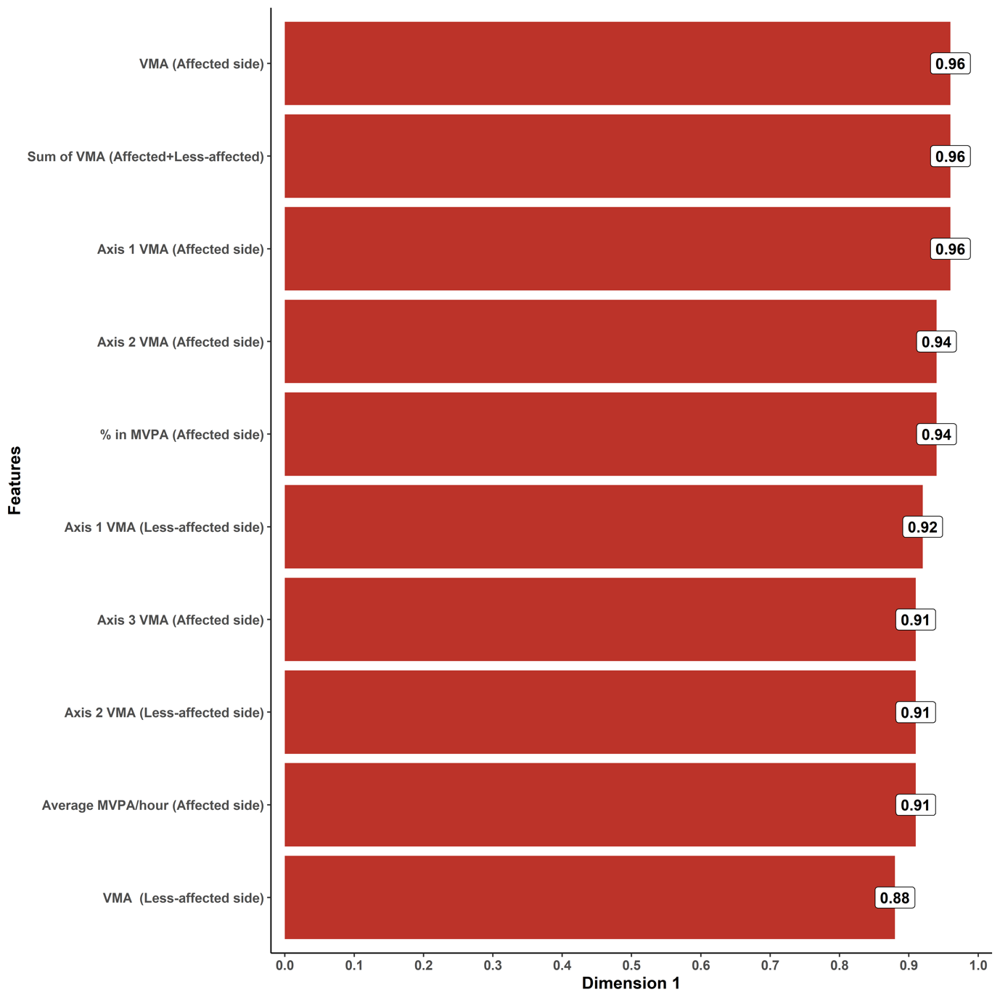 VMA (Affected side)
0.96
Sum of VMA (Affected+Less-affected)
0.96
Axis 1 VMA (Affected side)
0.96
Axis 2 VMA (Affected side)
0.94
% in MVPA (Affected side)
0.94
Axis 1 VMA (Less-affected side)
0.92
Axis 3 VMA (Affected side)
0.91
Axis 2 VMA (Less-affected side)
0.91
Average MVPA/hour (Affected side)
0.91
VMA  (Less-affected side)
0.88
Features
0.0 0.1 0.2 0.3 0.4 0.5 0.6 0.7 0.8 0.9 1.0
Dimension 1